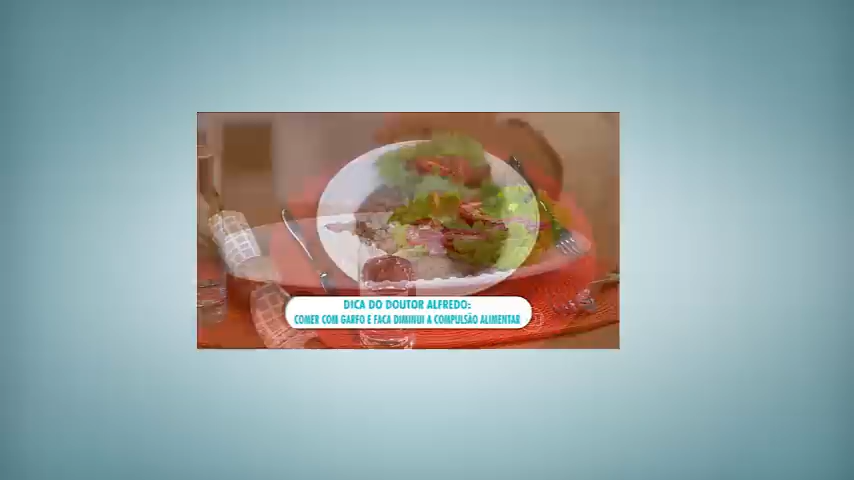 DICA DO DOUTOR ALFREDO:
COMER COM GARFO E FACA DIMINUI A COMPULSÃO ALIMENTAR